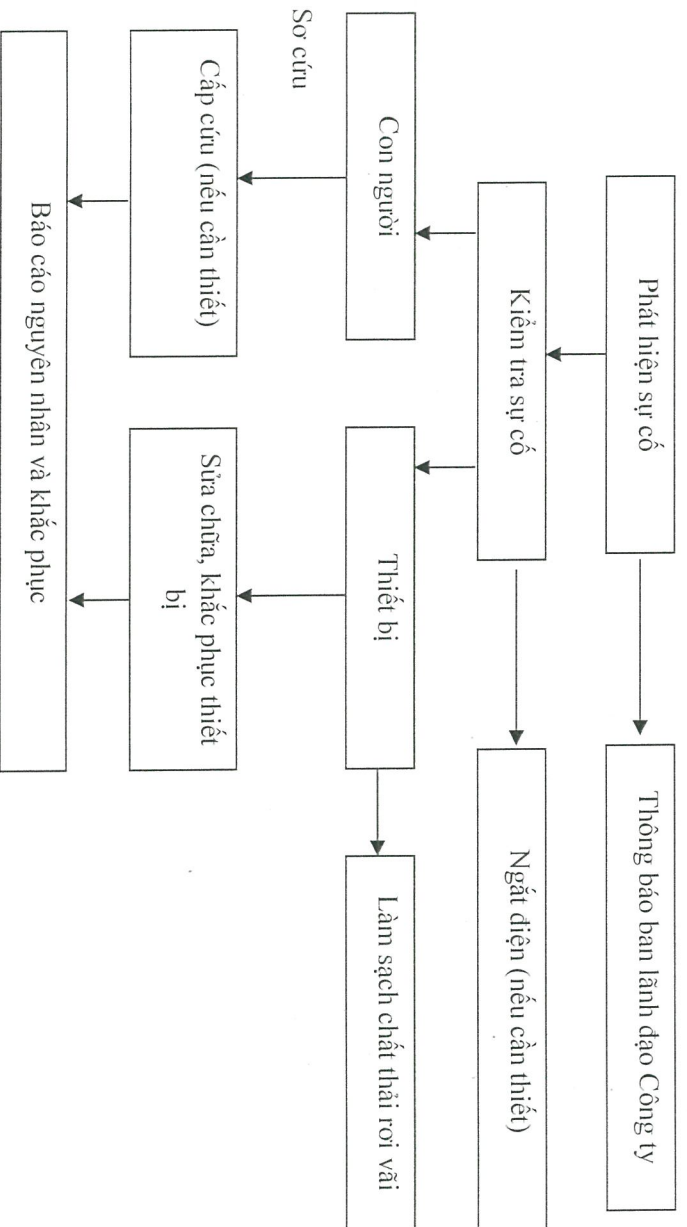 Phát hiện sự cố
Thông báo ban lãnh đạo Công ty
Kiểm tra sự cố
Ngắt điện (nếu cần thiết)
Con người
Thiết bị
Làm sạch chất thải rơi vãi
Sơ cứu
Cấp cứu (nếu cần thiết)
Sửa chữa, khắc phục thiết
bị
Báo cáo nguyên nhân và khắc phục